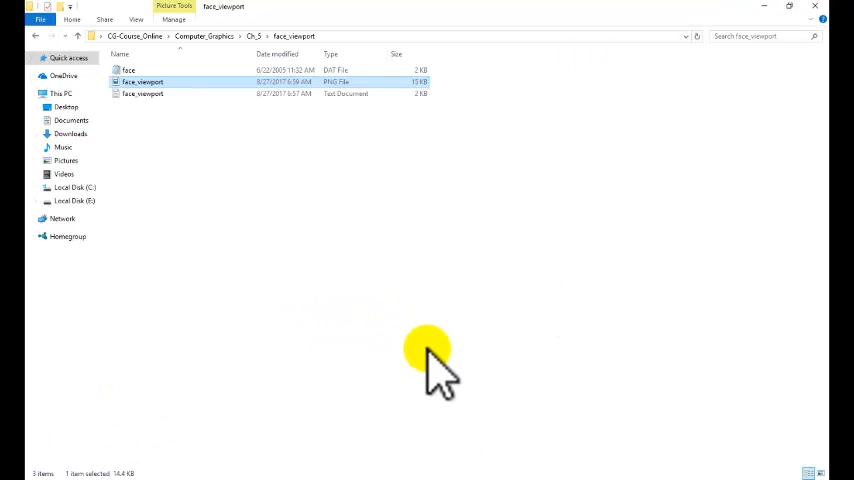 Picture Tools face_viewport
File Home Share View Manage
CG-Course_Online Computer_Graphics Ch_5 face_viewport Search face_viewport
Quick access
OneDrive
This PC
Desktop
Documents
Downloads
Music
Pictures
Videos
Local Disk (C:)
Local Disk (E:)
Network
Homegroup
Name Date modified Type Size
face 6/22/2005 11:32 AM DAT File 2 KB
face_viewport 8/27/2017 6:59 AM PNG File 15 KB
face_viewport 8/27/2017 6:57 AM Text Document 2 KB
3 items 1 item selected 14.4 KB